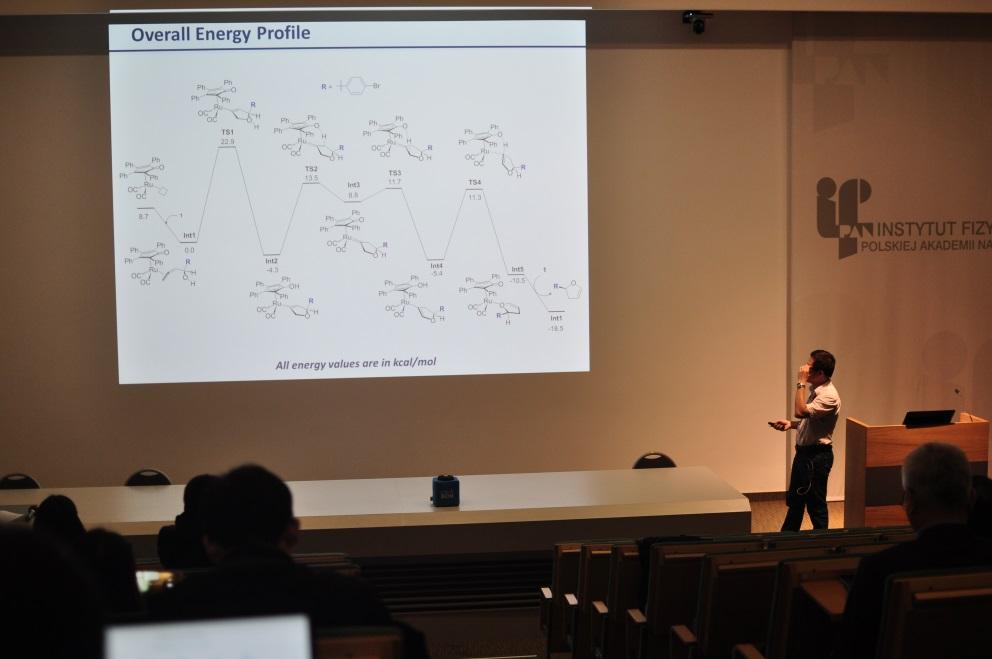 Overall Energy Profile
R =
Br
TS1
22.9
TS2
13.5
Int3
8.8
TS3
11.7
TS4
11.3
8.7
1
Int1
0.0
Int2
-4.3
Int4
-5.4
Int5
-10.5
1
Int1
-18.5
All energy values are in kcal/mol
INSTYTUT FIZY
POLSKIEJ AKADEMII NA